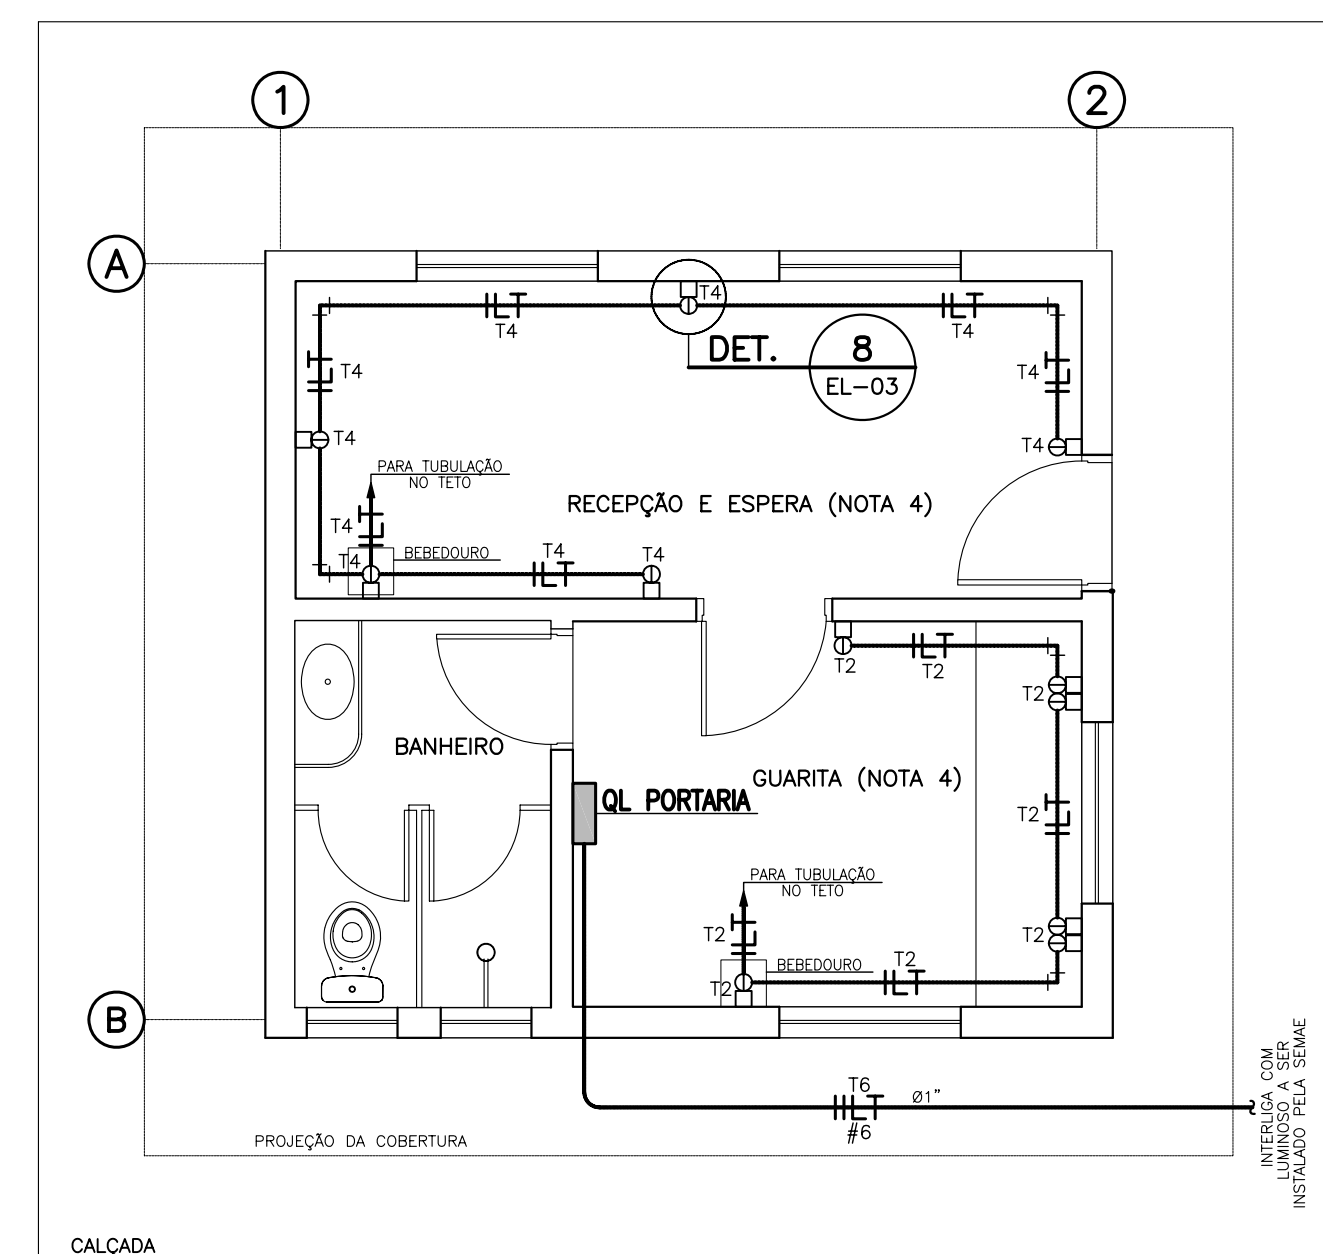 1
2
A
T4
T4
T4
DET.
8
EL-03
T4
T4
T4
T4
PARA TUBULAÇÃO
NO TETO
RECEPÇÃO E ESPERA (NOTA 4)
T4
T4
BEBEDOURO
T4
T4
T2
T2
T2
BANHEIRO
GUARITA (NOTA 4)
QL PORTARIA
T2
PARA TUBULAÇÃO
NO TETO
T2
T2
T2
BEBEDOURO
T2
B
T6
Ø1"
#6
INTERLIGA COM
LUMINOSO A SER
INSTALADO PELA SEMAE
PROJEÇÃO DA COBERTURA
CALÇADA